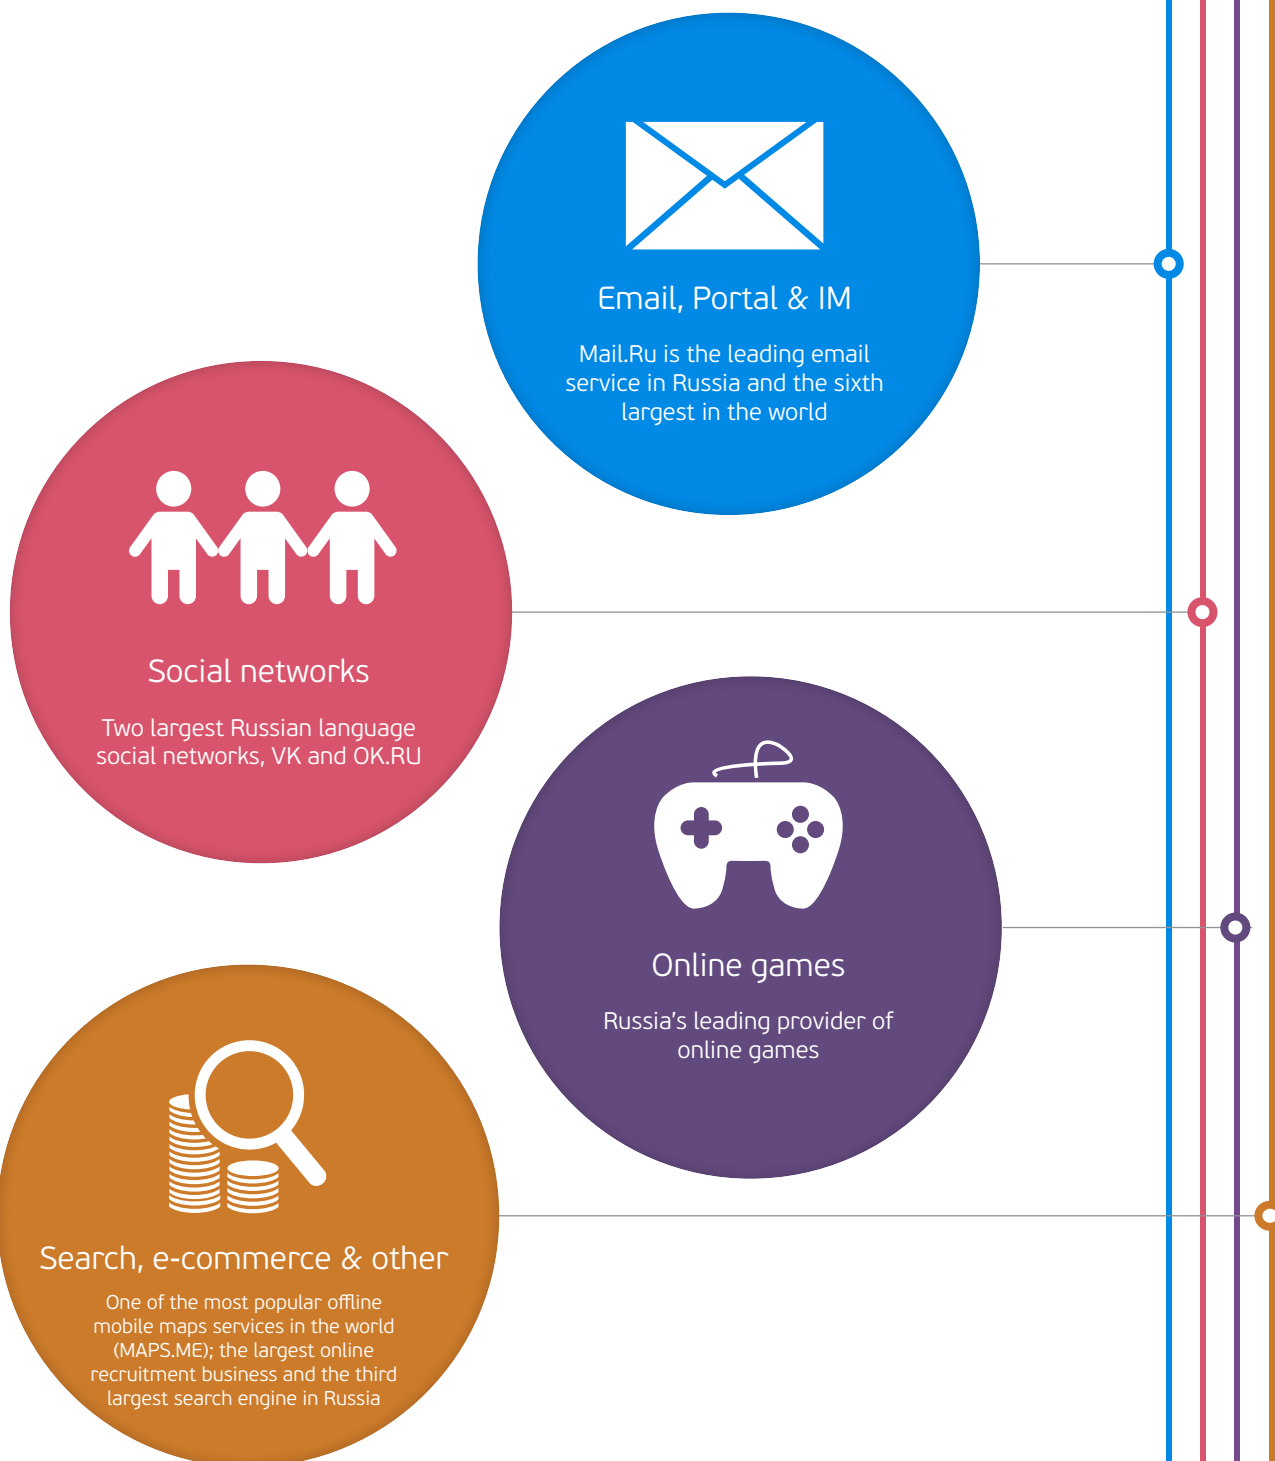 Email, Portal & IM
Mail.Ru is the leading email
service in Russia and the sixth
largest in the world
Social networks
Two largest Russian language
social networks, VK and OK.RU
Online games
Russia's leading provider of
online games
Search, e-commerce & other
One of the most popular offline
mobile maps services in the world
(MAPS.ME); the largest online
recruitment business and the third
largest search engine in Russia